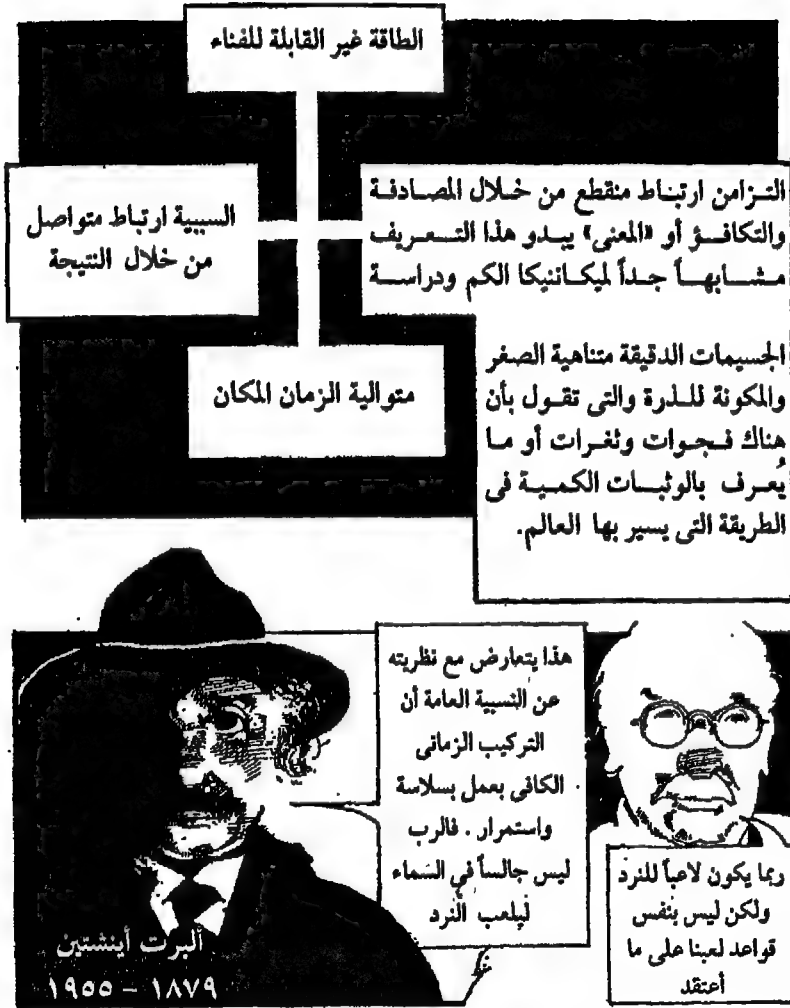 الطاقة غير القابلة للفناء
السببية ارتباط متواصل
من خلال النتيجة
التزامن ارتباط منقطع من خلال المصادفة
والتكافؤ أو «المعنى» يبدو هذا التعريف
مشابهاً جداً لميكاننيكا الكم ودراسة
الجسيمات الدقيقة متناهية الصغر
والمكونة للذرة والتى تقول بأن
هناك فجوات وثغرات أو ما
يُعرف بالوثبات الكمية فى
الطريقة التى يسير بها العالم.
متوالية الزمان المكان
هذا يتعارض مع نظريته
عن النسبية العامة أن
التركيب الزمانى
الكافى بعمل بسلاسة
واستمرار . فالرب
ليس جالساً في السماء
ليلعب النرد
ربما يكون لاعباً للنرد
ولكن ليس بنفس
قواعد لعبنا على ما
أعتقد
ألبرت أينشتين
١٨٧٩ - ١٩٥٥